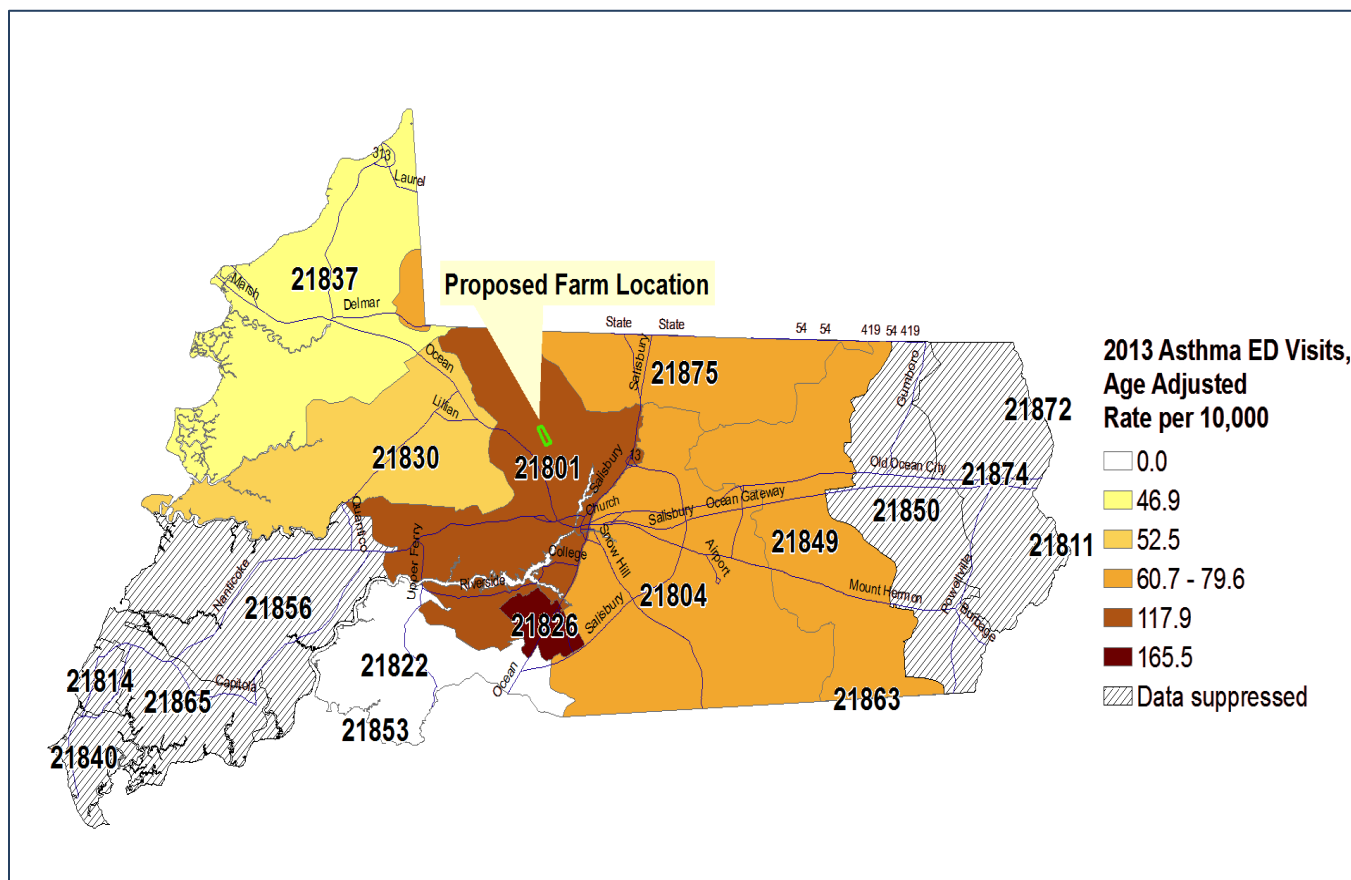 313
Laurel
21837
Marsh
Delmar
Proposed Farm Location
State
State
54
54
419
54
419
Ocean
Salisbury
21875
Gumboro
21872
Lillian
21830
21801
Salisbury
13
Old Ocean City
21874
Church
Salisbury
Ocean Gateway
21850
21849
21811
Quantico
Upper Ferry
College
Snow Hill
Airport
Nanticoke
Riverside
21804
Mount Hermon
Powellville
Burbage
21856
21826
Salisbury
21822
Ocean
21814
21865
Capitola
21863
21853
21840
2013 Asthma ED Visits,
Age Adjusted
Rate per 10,000
0.0
46.9
52.5
60.7 - 79.6
117.9
165.5
Data suppressed